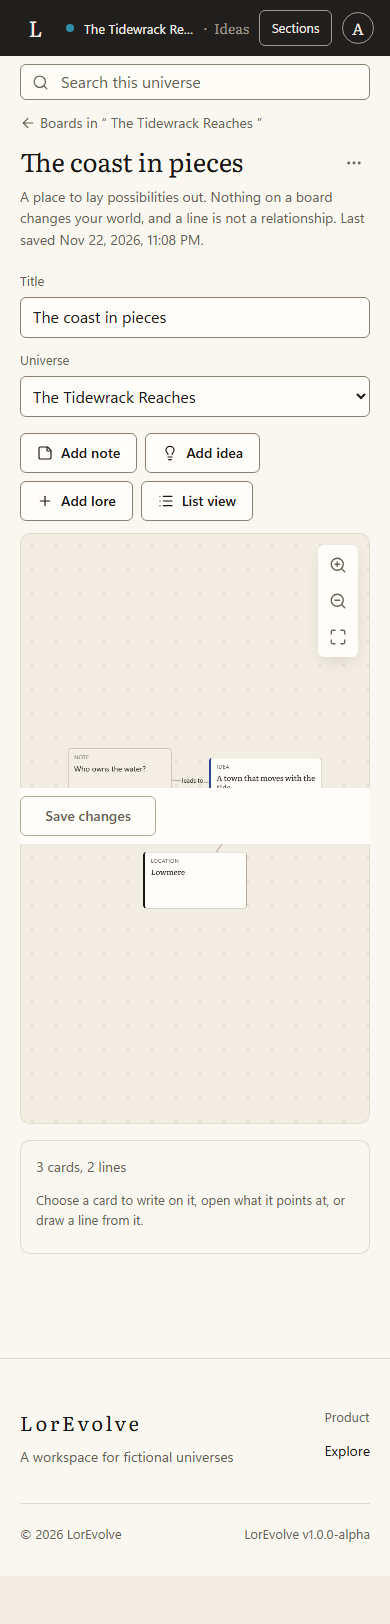 L
The Tidewrack Re... · Ideas
Sections
A
Search this universe
← Boards in “ The Tidewrack Reaches ”
The coast in pieces
A place to lay possibilities out. Nothing on a board
changes your world, and a line is not a relationship. Last
saved Nov 22, 2026, 11:08 PM.
Title
The coast in pieces
Universe
The Tidewrack Reaches
Add note
Add idea
Add lore
List view
NOTE
Who owns the water?
leads to
IDEA
A town that moves with the
tide
Save changes
LOCATION
Lowmere
3 cards, 2 lines
Choose a card to write on it, open what it points at, or
draw a line from it.
LorEvolve
A workspace for fictional universes
Product
Explore
© 2026 LorEvolve
LorEvolve v1.0.0-alpha